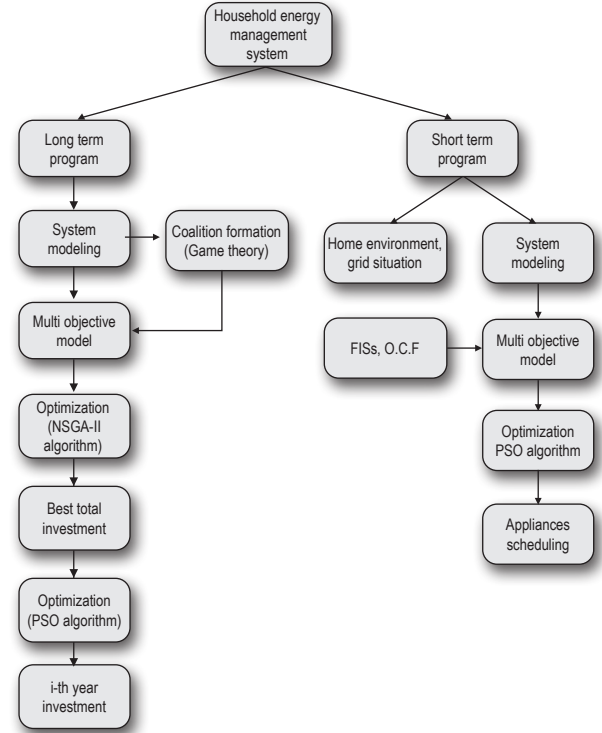 Household energy
management
system
Long term
program
Short term
program
System
modeling
Coalition formation
(Game theory)
Home environment,
grid situation
System
modeling
Multi objective
model
FISs, O.C.F
Multi objective
model
Optimization
(NSGA-II
algorithm)
Optimization
PSO algorithm
Best total
investment
Appliances
scheduling
Optimization
(PSO algorithm)
i-th year
investment